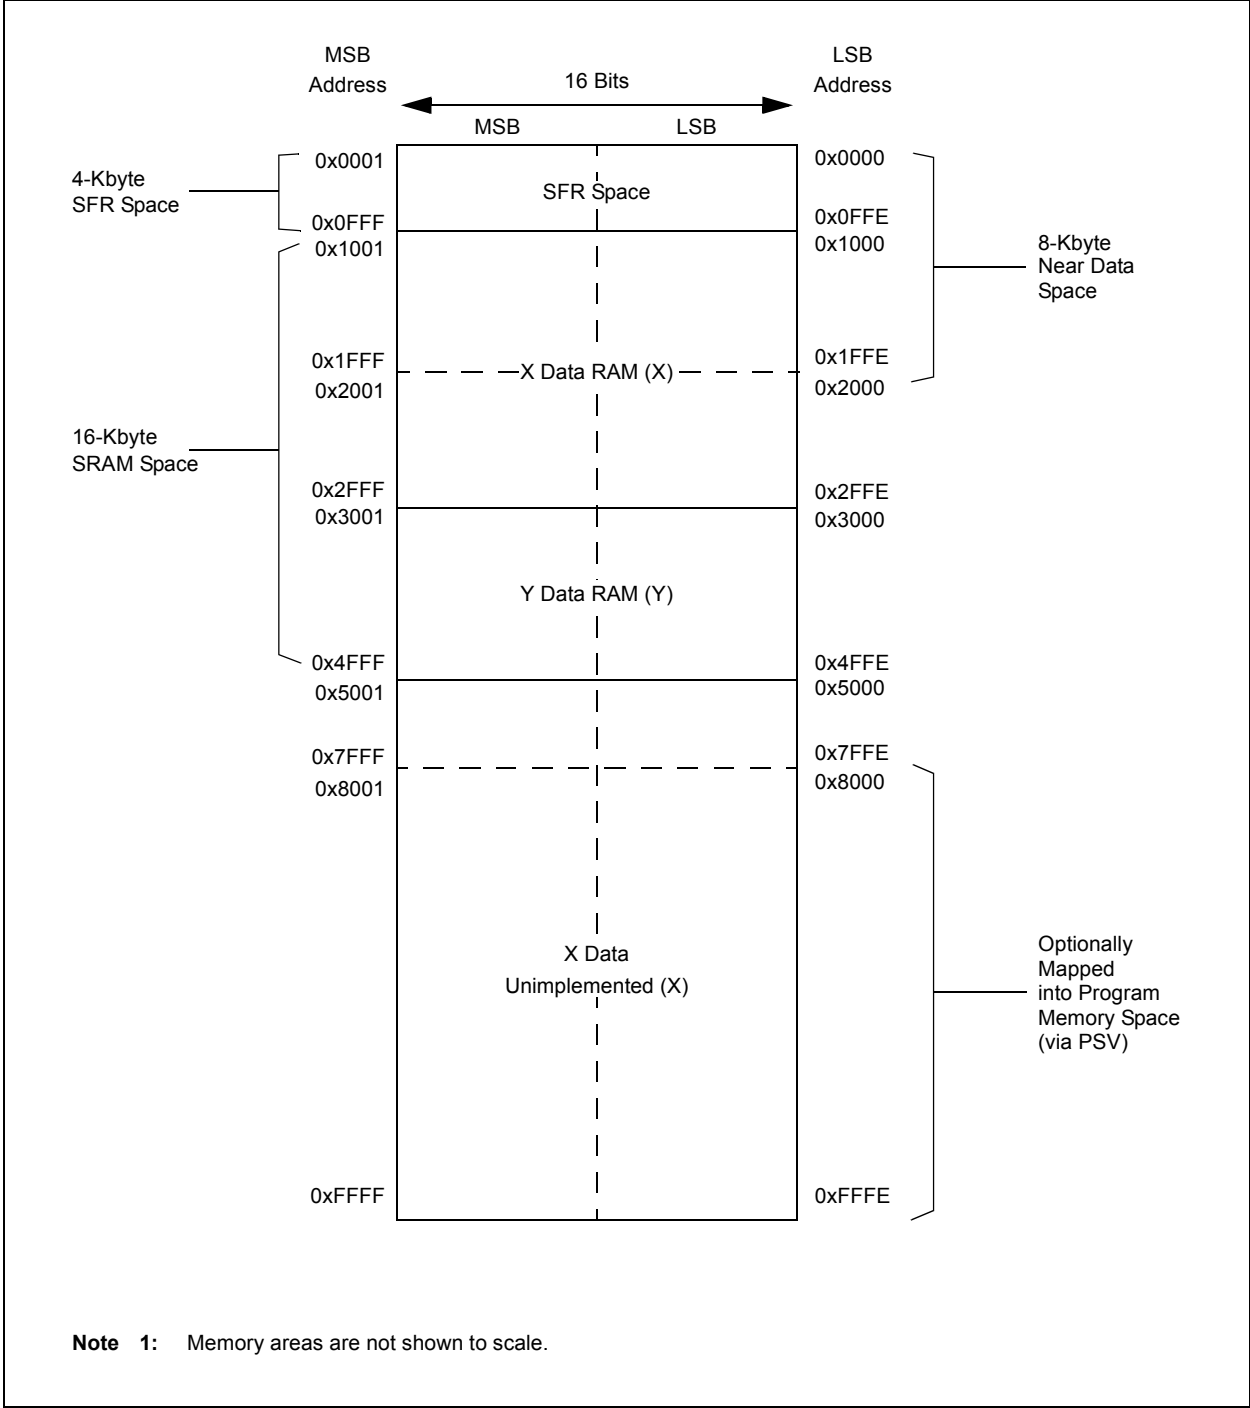 MSB
Address
16 Bits
LSB
Address
MSB
LSB
0x0001
0x0000
4-Kbyte
SFR Space
SFR Space
0x0FFF
0x0FFE
0x1001
0x1000
8-Kbyte
Near Data
Space
0x1FFF
0x1FFE
X Data RAM (X)
0x2001
0x2000
16-Kbyte
SRAM Space
0x2FFF
0x2FFE
0x3001
0x3000
Y Data RAM (Y)
0x4FFF
0x4FFE
0x5001
0x5000
0x7FFF
0x7FFE
0x8001
0x8000
X Data
Unimplemented (X)
Optionally
Mapped
into Program
Memory Space
(via PSV)
0xFFFF
0xFFFE
Note 1: Memory areas are not shown to scale.